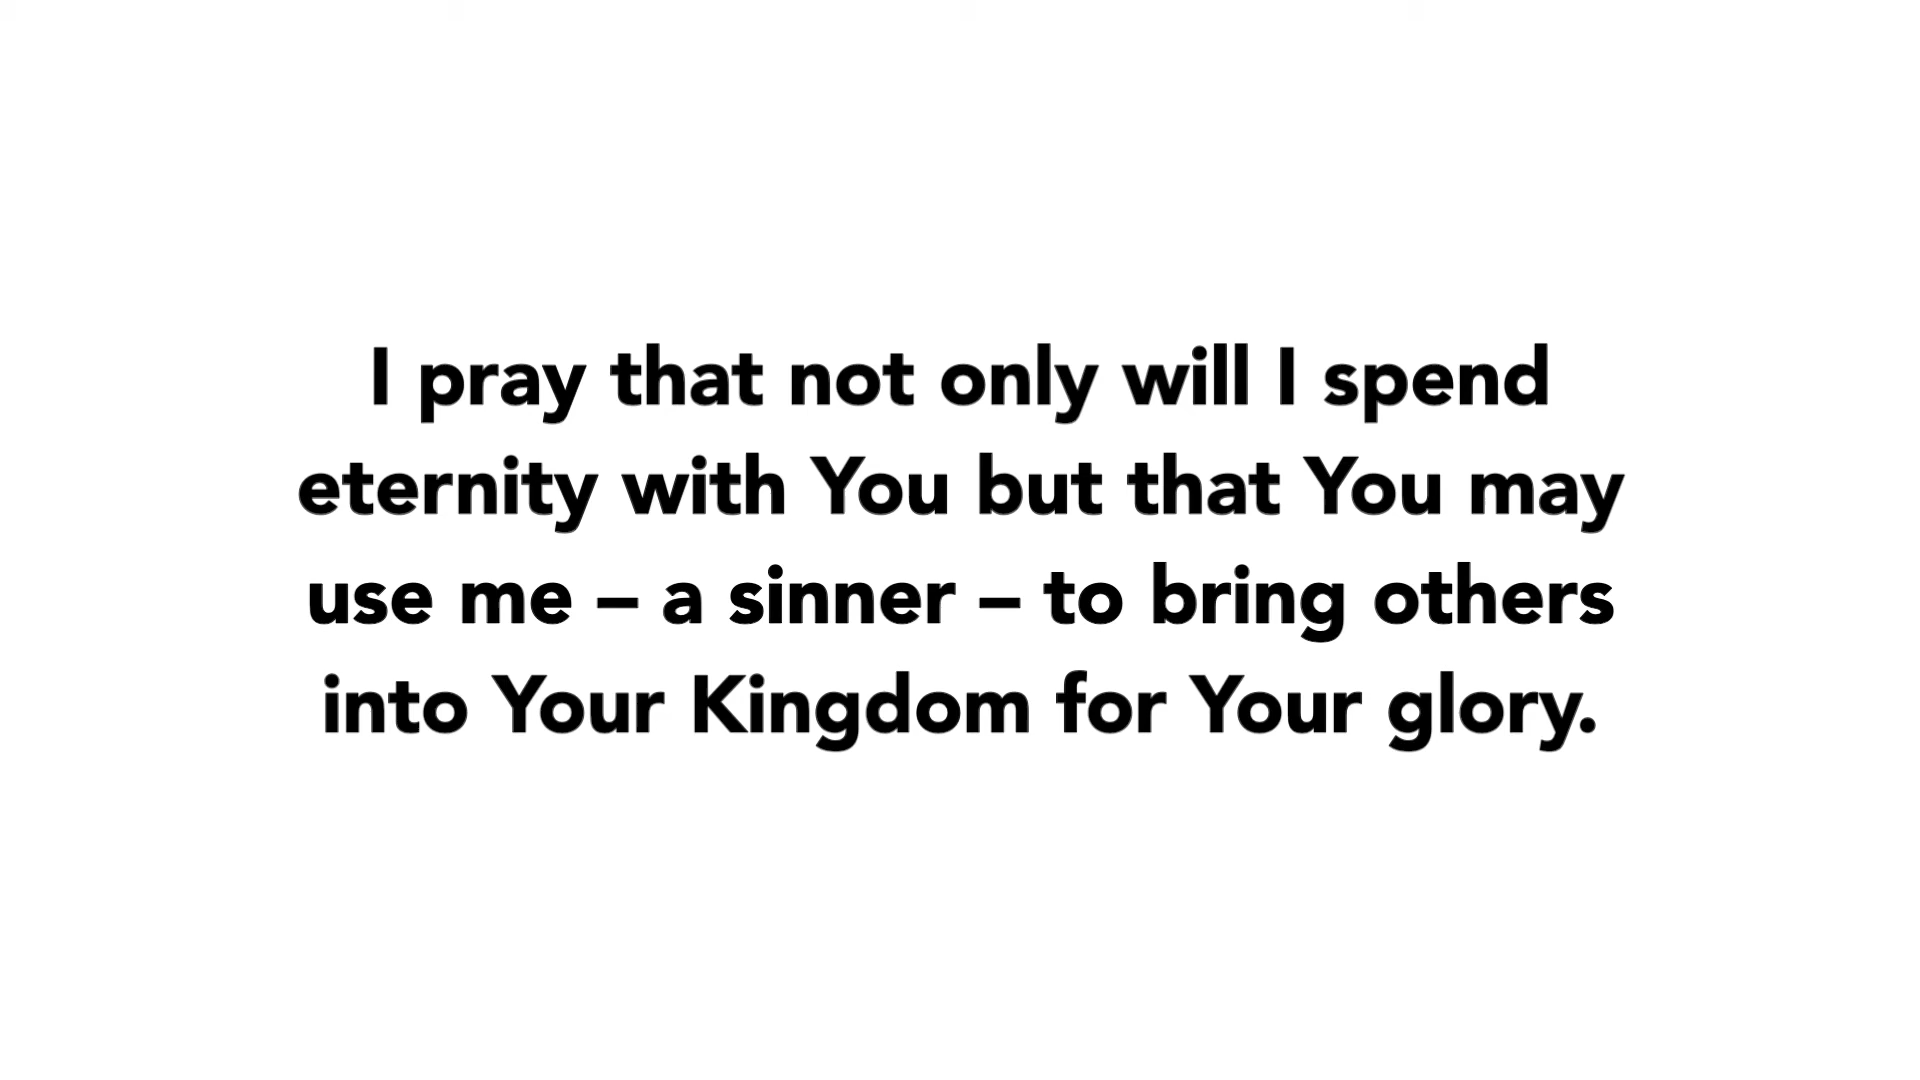 I pray that not only will I spend
eternity with You but that You may
use me – a sinner – to bring others
into Your Kingdom for Your glory.